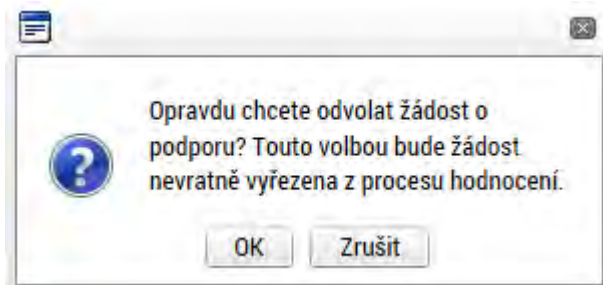 Opravdu chcete odvolat žádost o
podporu? Touto volbou bude žádost
nevratně vyřezena z procesu hodnocení.
OK Zrušit